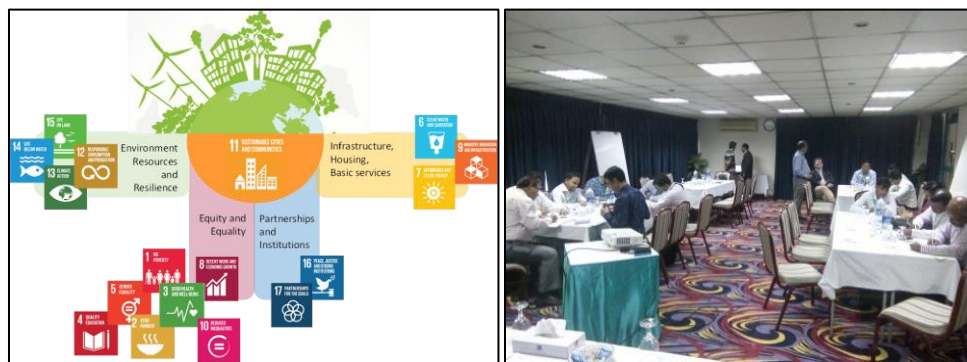 15 LIFE
ON LAND
14 LIFE
BELOW WATER
12 RESPONSIBLE
CONSUMPTION
AND PRODUCTION
13 CLIMATE
ACTION
Environment
Resources
and
Resilience
11 SUSTAINABLE CITIES
AND COMMUNITIES
Infrastructure,
Housing,
Basic services
6 CLEAN WATER
AND SANITATION
9 INDUSTRY, INNOVATION
AND INFRASTRUCTURE
7 AFFORDABLE AND
CLEAN ENERGY
Equity and
Equality
Partnerships
and
Institutions
1 NO
POVERTY
8 DECENT WORK AND
ECONOMIC GROWTH
16 PEACE, JUSTICE
AND STRONG
INSTITUTIONS
5 GENDER
EQUALITY
3 GOOD HEALTH
AND WELL-BEING
17 PARTNERSHIPS
FOR THE GOALS
4 QUALITY
EDUCATION
2 ZERO
HUNGER
10 REDUCED
INEQUALITIES